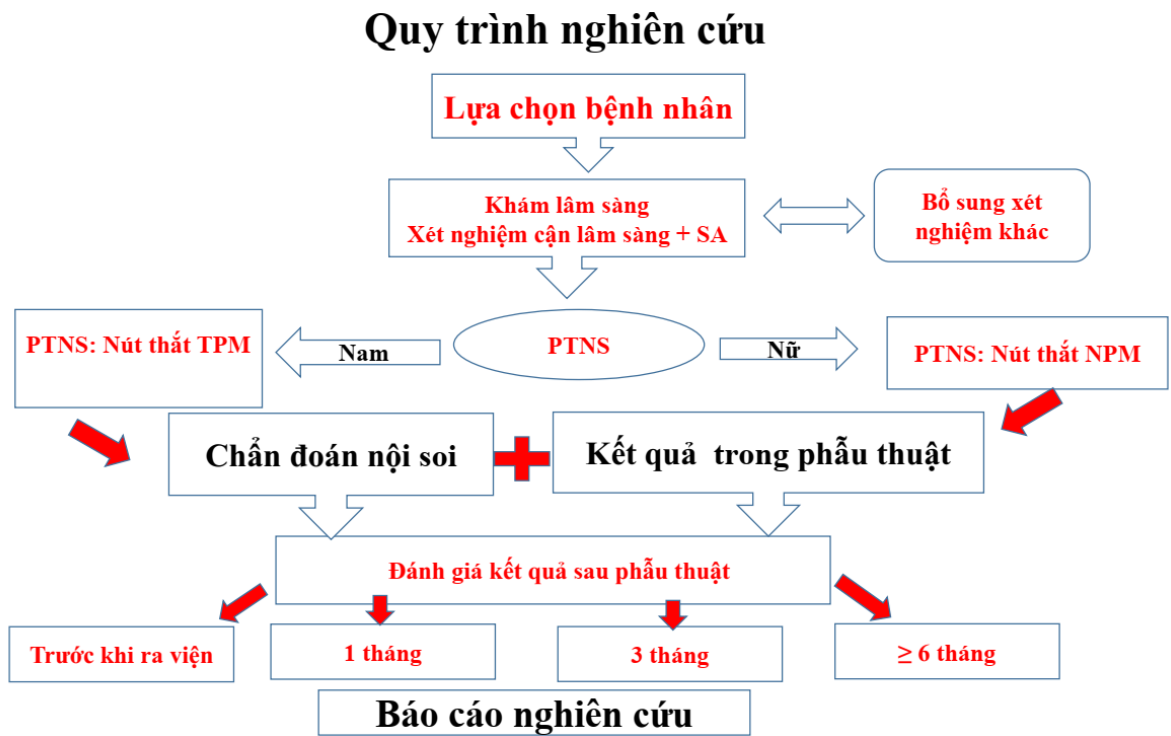 Quy trình nghiên cứu
Lựa chọn bệnh nhân
Khám lâm sàng
Xét nghiệm cận lâm sàng + SA
Bổ sung xét
nghiệm khác
PTNS: Nút thắt TPM
Nam
PTNS
Nữ
PTNS: Nút thắt NPM
Chẩn đoán nội soi
Kết quả trong phẫu thuật
Đánh giá kết quả sau phẫu thuật
Trước khi ra viện
1 tháng
3 tháng
≥ 6 tháng
Báo cáo nghiên cứu